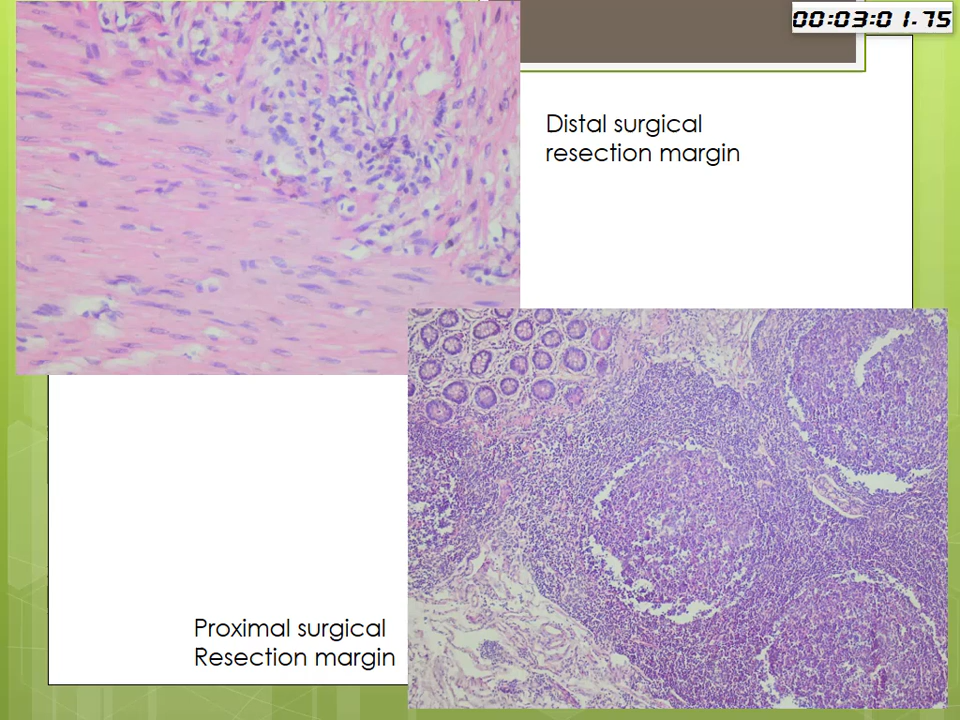 00:03:01.75
Distal surgical
resection margin
Proximal surgical
Resection margin